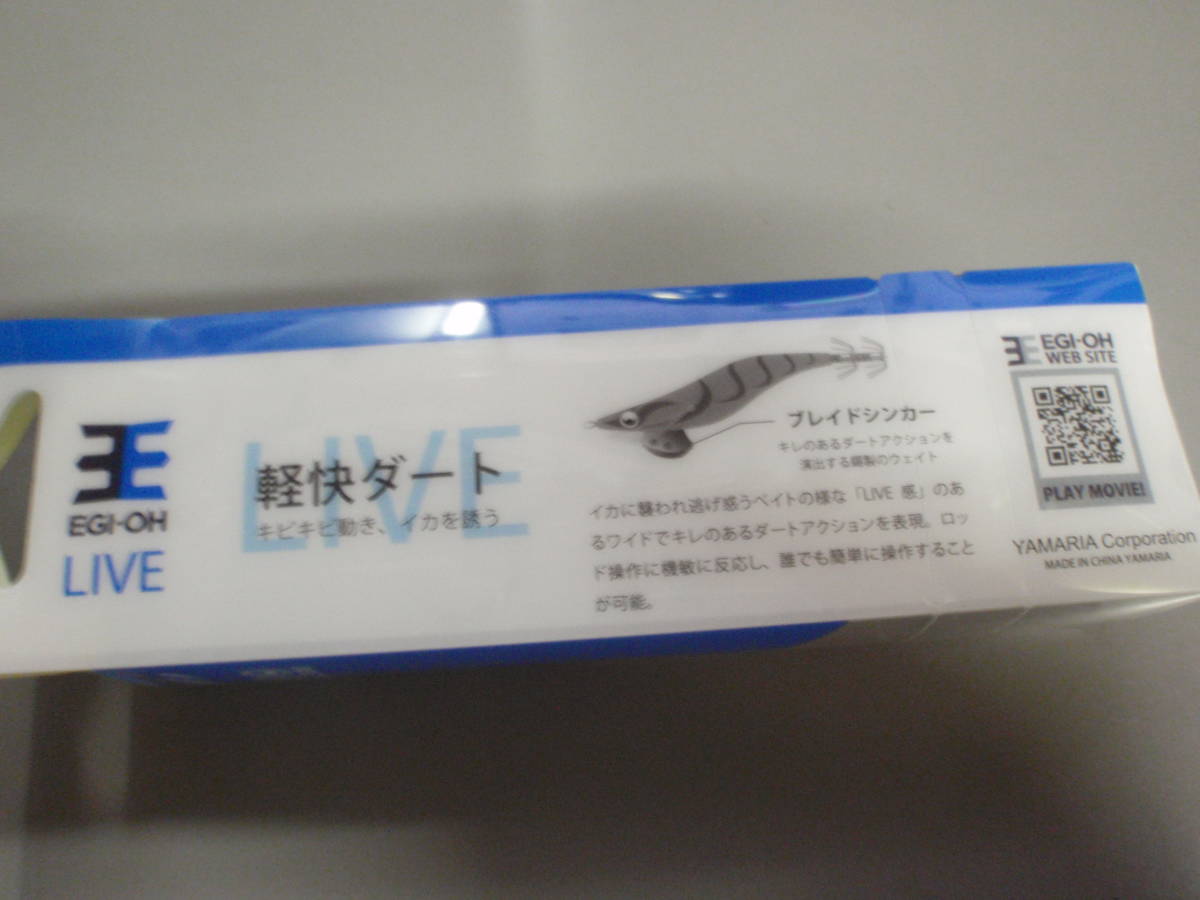 EGI-OH
LIVE
LIVE
軽快ダート
キビキビ動き、イカを誘う
ブレイドシンカー
キレのあるダートアクションを
演出する鋼製のウェイト
イカに襲われ逃げ惑うベイトの様な「LIVE 感」のあ
るワイドでキレのあるダートアクションを表現。ロッ
ド操作に機敏に反応し、誰でも簡単に操作すること
が可能。
EGI-OH
WEB SITE
PLAY MOVIE!
YAMARIA Corporation
MADE IN CHINA YAMARIA